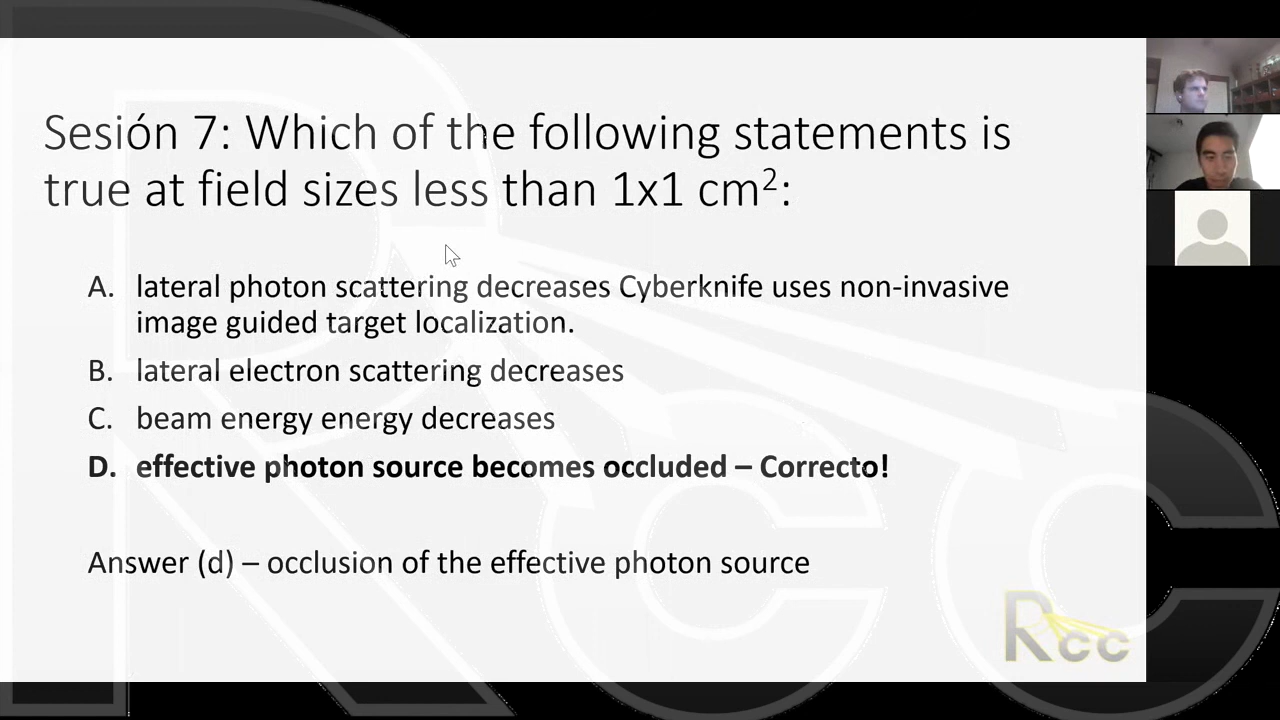 Sesión 7: Which of the following statements is
true at field sizes less than 1x1 cm²:
A. lateral photon scattering decreases Cyberknife uses non-invasive
image guided target localization.
B. lateral electron scattering decreases
C. beam energy energy decreases
D. effective photon source becomes occluded – Correcto!
Answer (d) – occlusion of the effective photon source
Rcc